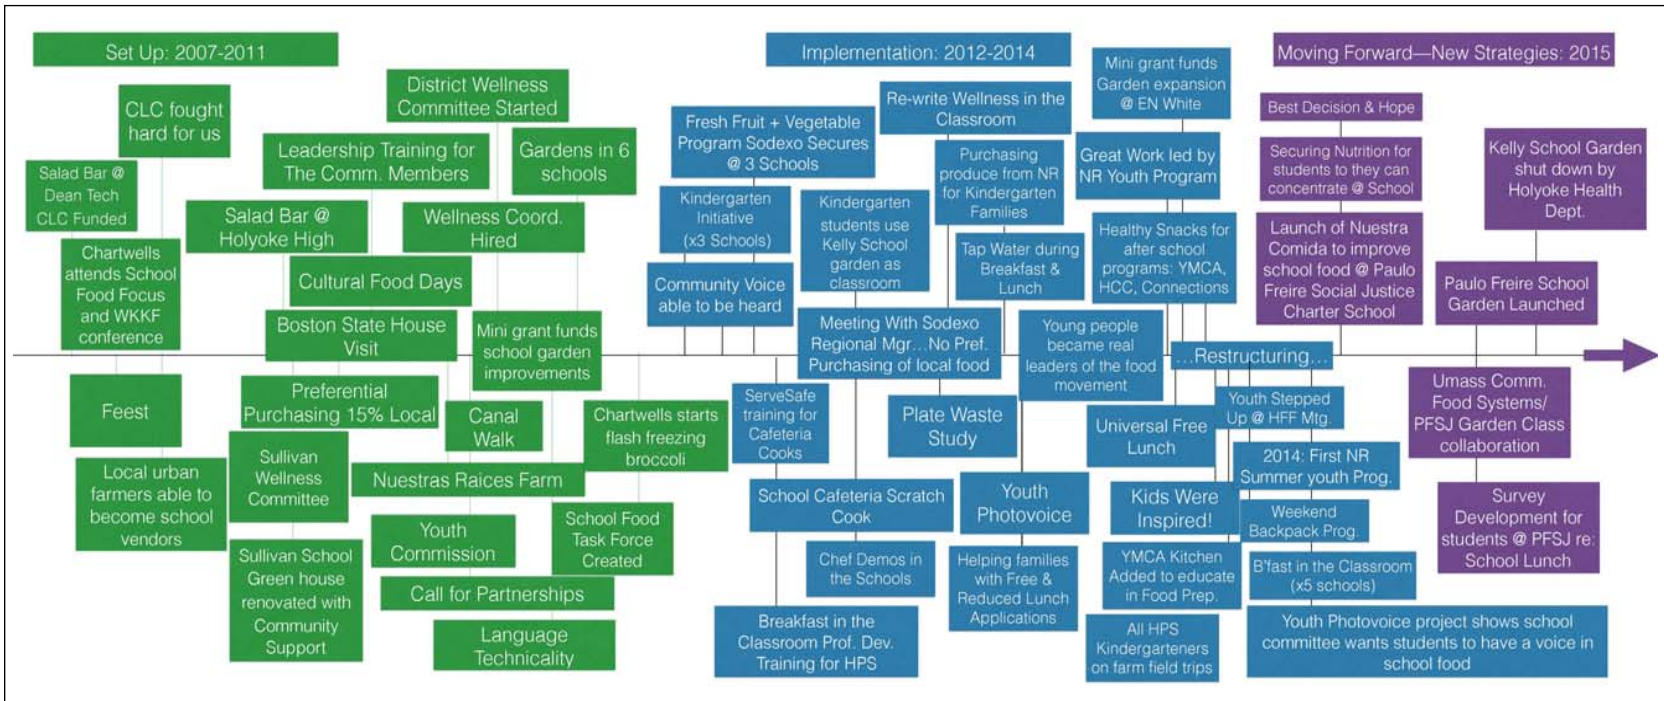 Set Up: 2007-2011
CLC fought
hard for us
Salad Bar @
Dean Tech
CLC Funded
Chartwells
attends School
Food Focus
and WKKF
conference
District Wellness
Committee Started
Leadership Training for
The Comm. Members
Gardens in 6
schools
Salad Bar @
Holyoke High
Wellness Coord.
Hired
Cultural Food Days
Boston State House
Visit
Mini grant funds
school garden
improvements
Feest
Local urban
farmers able to
become school
vendors
Preferential
Purchasing 15% Local
Sullivan
Wellness
Committee
Sullivan School
Green house
renovated with
Community
Support
Canal
Walk
Nuestras Raices Farm
Youth
Commission
Call for Partnerships
Language
Technicality
Chartwells starts
flash freezing
broccoli
School Food
Task Force
Created
Implementation: 2012-2014
Fresh Fruit + Vegetable
Program Sodexo Secures
@ 3 Schools
Kindergarten
Initiative
(x3 Schools)
Community Voice
able to be heard
Re-write Wellness in the
Classroom
Kindergarten
students use
Kelly School
garden as
classroom
Purchasing
produce from NR
for Kindergarten
Families
Tap Water during
Breakfast &
Lunch
Mini grant funds
Garden expansion
@ EN White
Great Work led by
NR Youth Program
Healthy Snacks for
after school
programs: YMCA,
HCC, Connections
Meeting With Sodexo
Regional Mgr...No Pref.
Purchasing of local food
Young people
became real
leaders of the food
movement
...Restructuring...
ServeSafe
training for
Cafeteria
Cooks
School Cafeteria Scratch
Cook
Chef Demos in
the Schools
Breakfast in the
Classroom Prof. Dev.
Training for HPS
Plate Waste
Study
Youth
Photovoice
Helping families
with Free &
Reduced Lunch
Applications
Universal Free
Lunch
Kids Were
Inspired!
YMCA Kitchen
Added to educate
in Food Prep.
All HPS
Kindergarteners
on farm field trips
Youth Stepped
Up @ HFF Mtg.
2014: First NR
Summer youth Prog.
Weekend
Backpack Prog.
B'fast in the Classroom
(x5 schools)
Youth Photovoice project shows school
committee wants students to have a voice in
school food
Moving Forward—New Strategies: 2015
Best Decision & Hope
Securing Nutrition for
students to they can
concentrate @ School
Launch of Nuestra
Comida to improve
school food @ Paulo
Freire Social Justice
Charter School
Kelly School Garden
shut down by
Holyoke Health
Dept.
Paulo Freire School
Garden Launched
Umass Comm.
Food Systems/
PFSJ Garden Class
collaboration
Survey
Development for
students @ PFSJ re:
School Lunch